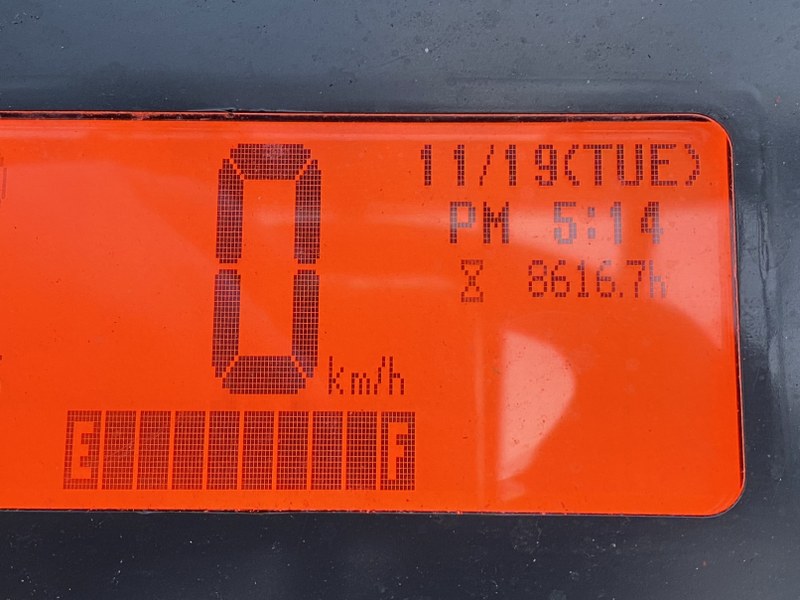 11/19(TUE)
PM 5:14
8616.7h
0 km/h
E F